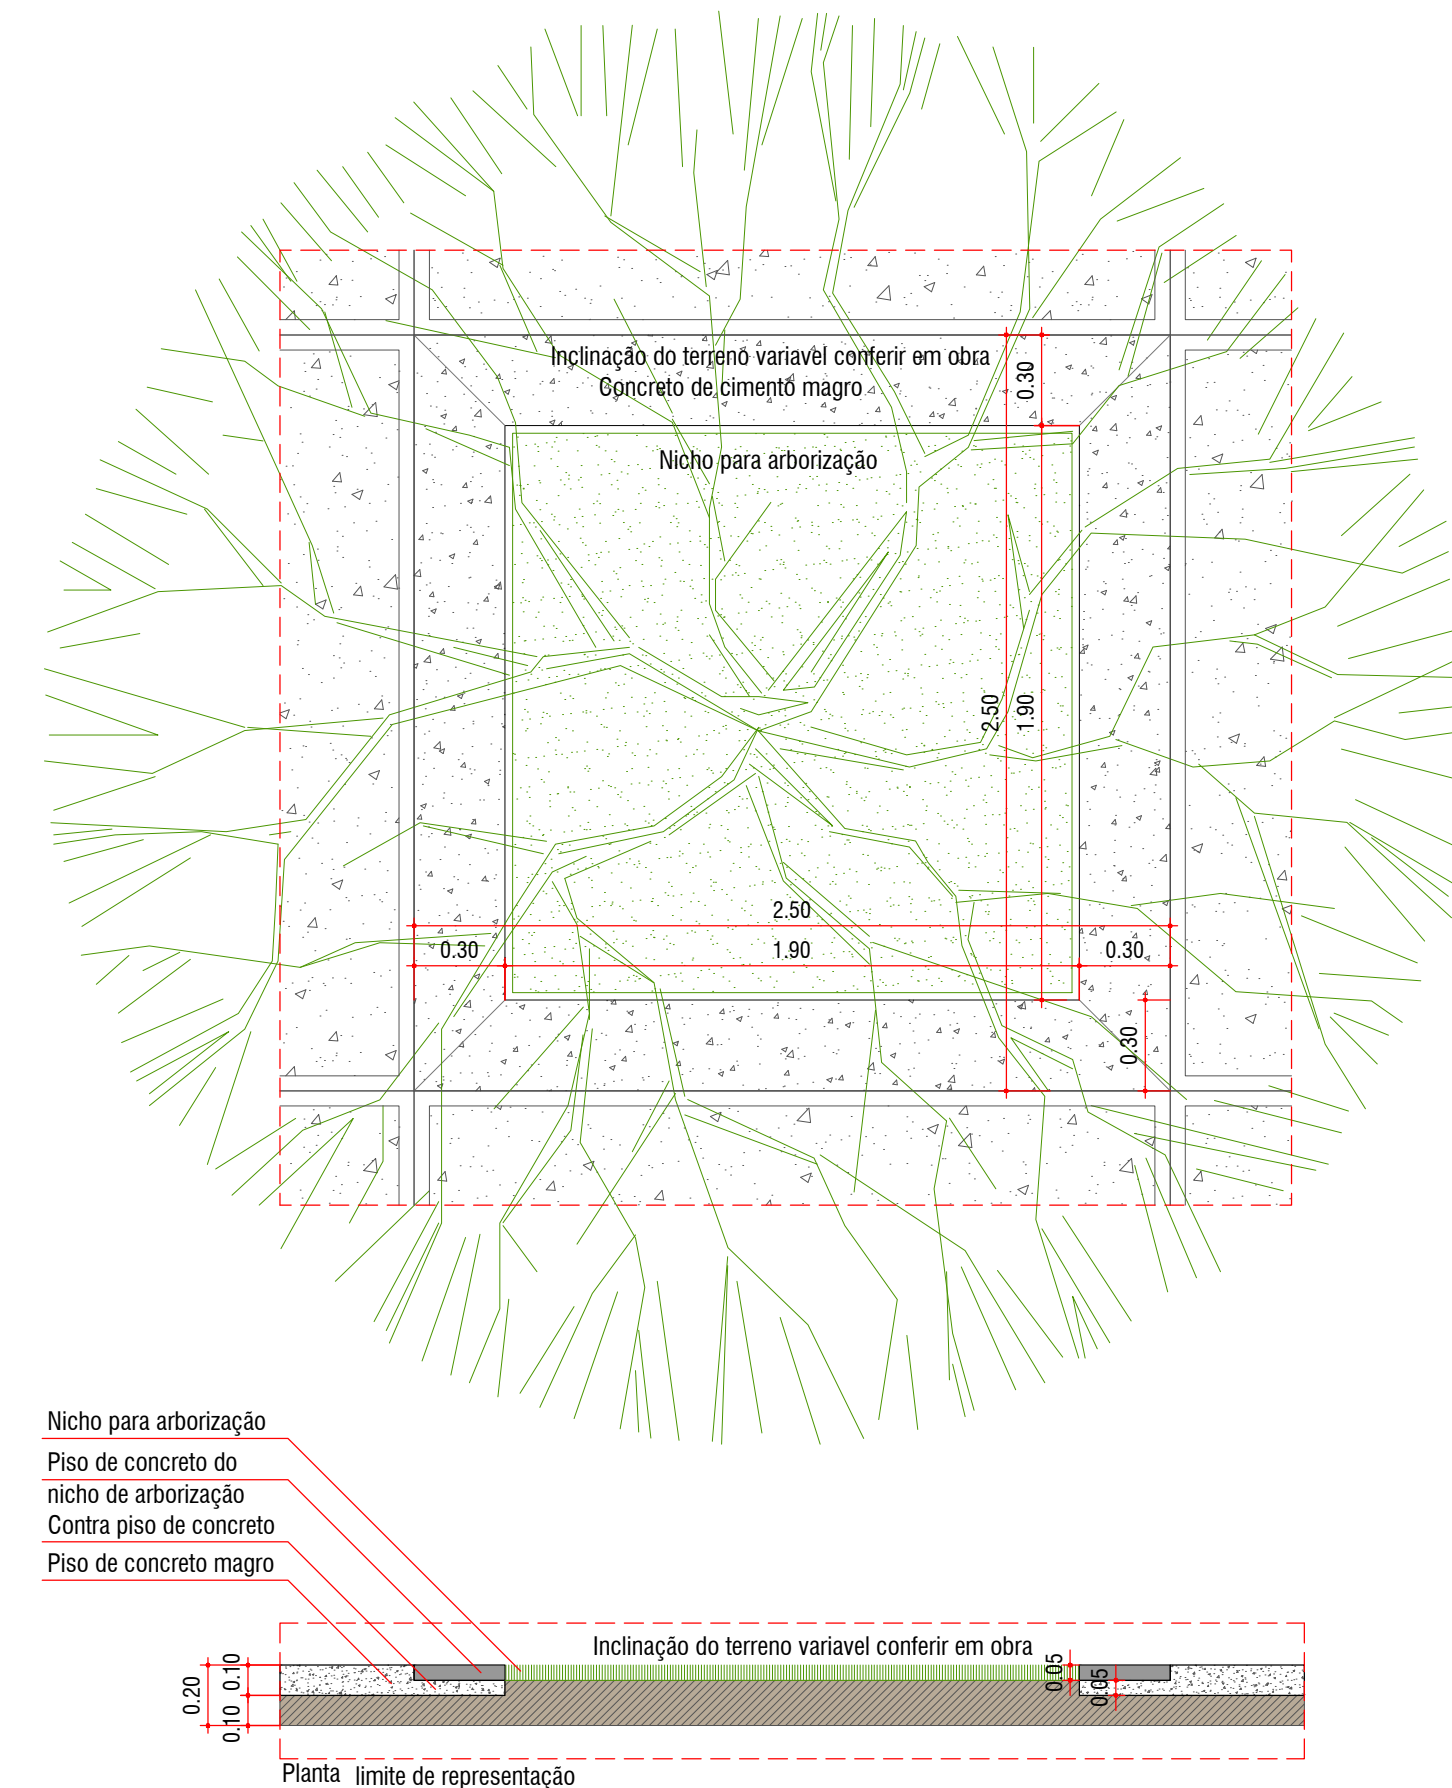 Inclinação do terreno variavel conferir em obra
Concreto de cimento magro
0.30
Nicho para arborização
2.50
1.90
2.50
0.30
1.90
0.30
0.30
Nicho para arborização
Piso de concreto do
nicho de arborização
Contra piso de concreto
Piso de concreto magro
Inclinação do terreno variavel conferir em obra
0.20
0.10
0.10
0.05
0.05
Planta limite de representação